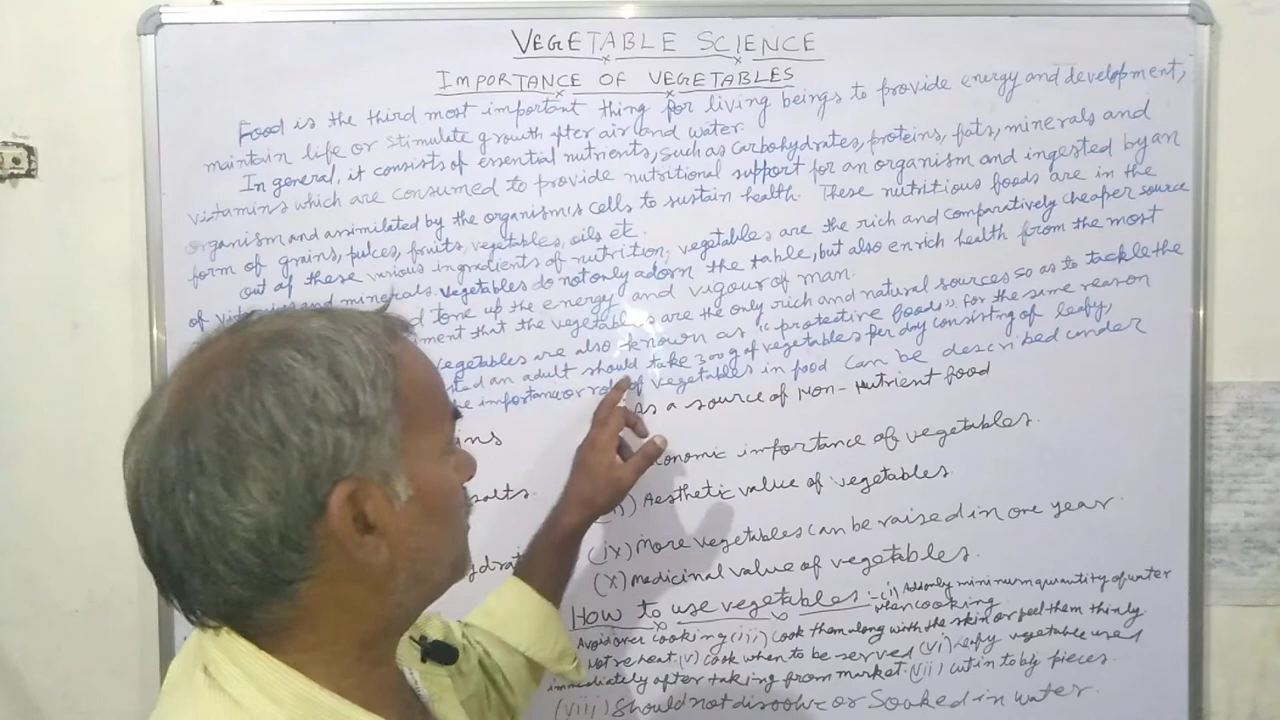 VEGETABLE SCIENCE
IMPORTANCE OF VEGETABLES
Food is the third most important thing for living beings to provide energy and development,
maintain life or stimulate growth after air and water.
In general, it consists of essential nutrients, such as carbohydrates, proteins, fats, minerals and
vitamins which are consumed to provide nutritional support for an organism and ingested by an
organism and assimilated by the organism's cells to sustain health. These nutritious foods are in the
form of grains, pulces, fruits, vegetables, oils etc.
Out of these various ingredients of nutrition, vegetables are the rich and comparatively cheaper source
of and minerals. Vegetables do not only adorn the table, but also enrich health from the most
tone up the energy and vigour of man.
that the vegetables are the only rich and natural sources so as to tackle the
Vegetables are also known as "protective foods". For the same reason
an adult should take 300g of vegetables per day consisting of leafy,
importance or role of vegetables in food can be described under
As a source of Non-nutrient food
economic importance of vegetables.
Aesthetic value of vegetables
salts.
(ix) More vegetables can be raised in one year
(x) Medicinal value of vegetables.
How to use vegetables :- (i) Add only mininum quantity of water
when cooking
Avoid over cooking (iii) Cook them along with the skin or peel them thinly
Not reheat. (v) Cook when to be served (vi) Leafy vegetable used
immediately after taking from market. (vii) cut in to big pieces.
(viii) Should not dissolve or Soaked in water.